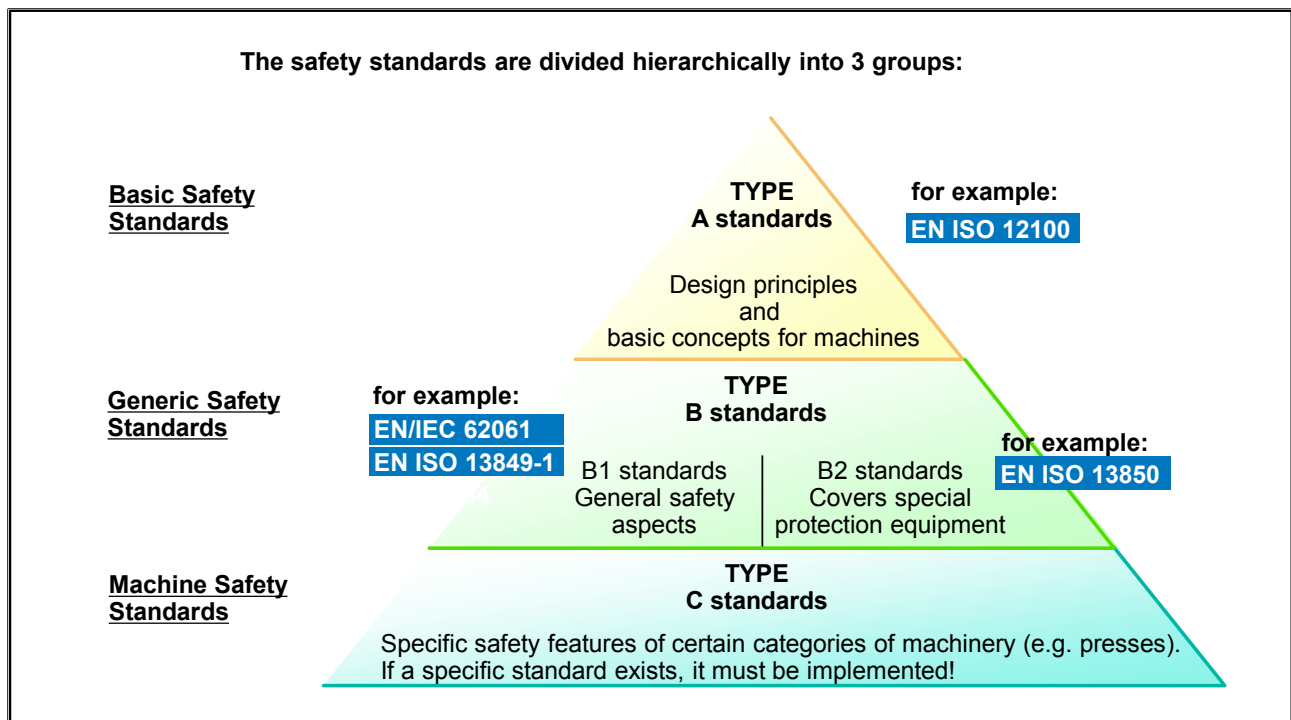 The safety standards are divided hierarchically into 3 groups:
Basic Safety
Standards
TYPE
A standards
for example:
EN ISO 12100
Design principles
and
basic concepts for machines
Generic Safety
Standards
for example:
EN/IEC 62061
EN ISO 13849-1
TYPE
B standards
B1 standards
General safety
aspects
B2 standards
Covers special
protection equipment
for example:
EN ISO 13850
Machine Safety
Standards
TYPE
C standards
Specific safety features of certain categories of machinery (e.g. presses).
If a specific standard exists, it must be implemented!